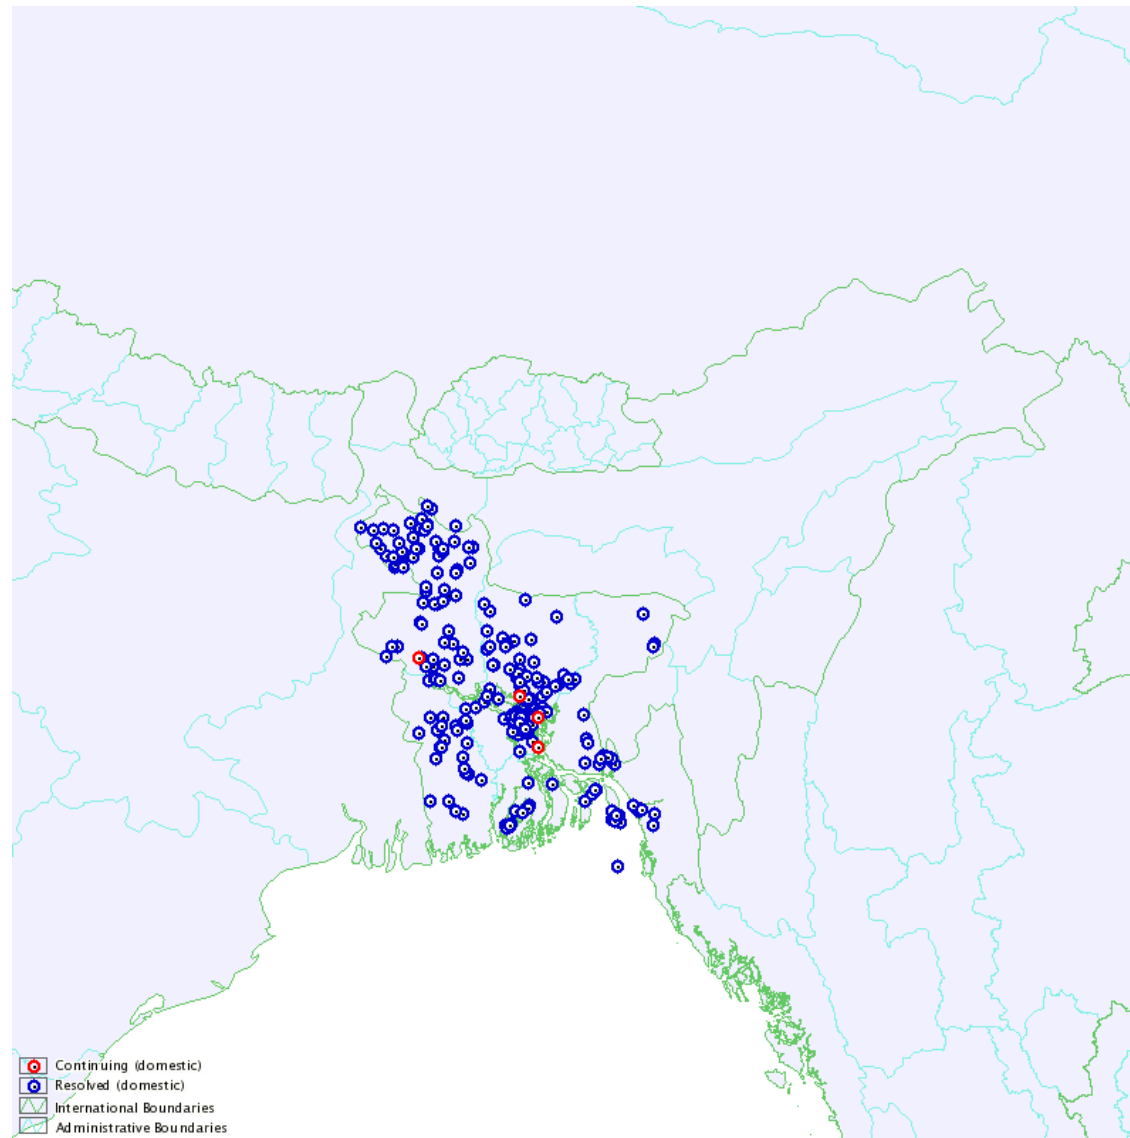 Continuing (domestic)
Resolved (domestic)
International Boundaries
Administrative Boundaries